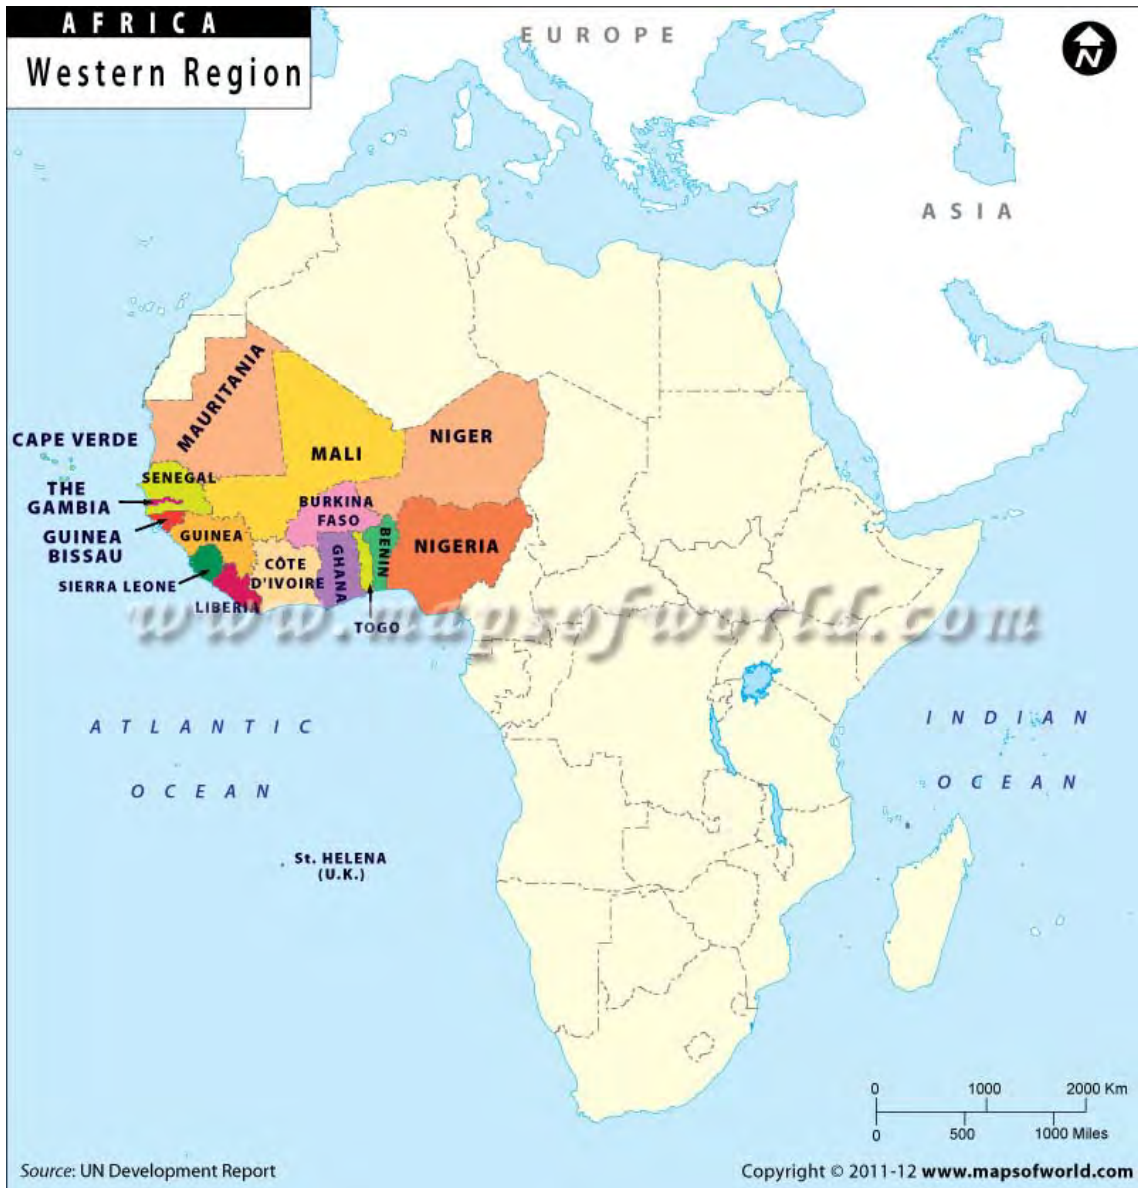 AFRICA
Western Region
EUROPE
N
ASIA
MAURITANIA
CAPE VERDE
MALI
NIGER
SENEGAL
THE
GAMBIA
BURKINA
FASO
GUINEA
BISSAU
GUINEA
CÔTE
D'IVOIRE
GHANA
BENIN
NIGERIA
SIERRA LEONE
LIBERIA
TOGO
www.mapsofworld.com
ATLANTIC
OCEAN
INDIAN
OCEAN
St. HELENA
(U.K.)
0 1000 2000 Km
0 500 1000 Miles
Source: UN Development Report
Copyright © 2011-12 www.mapsofworld.com